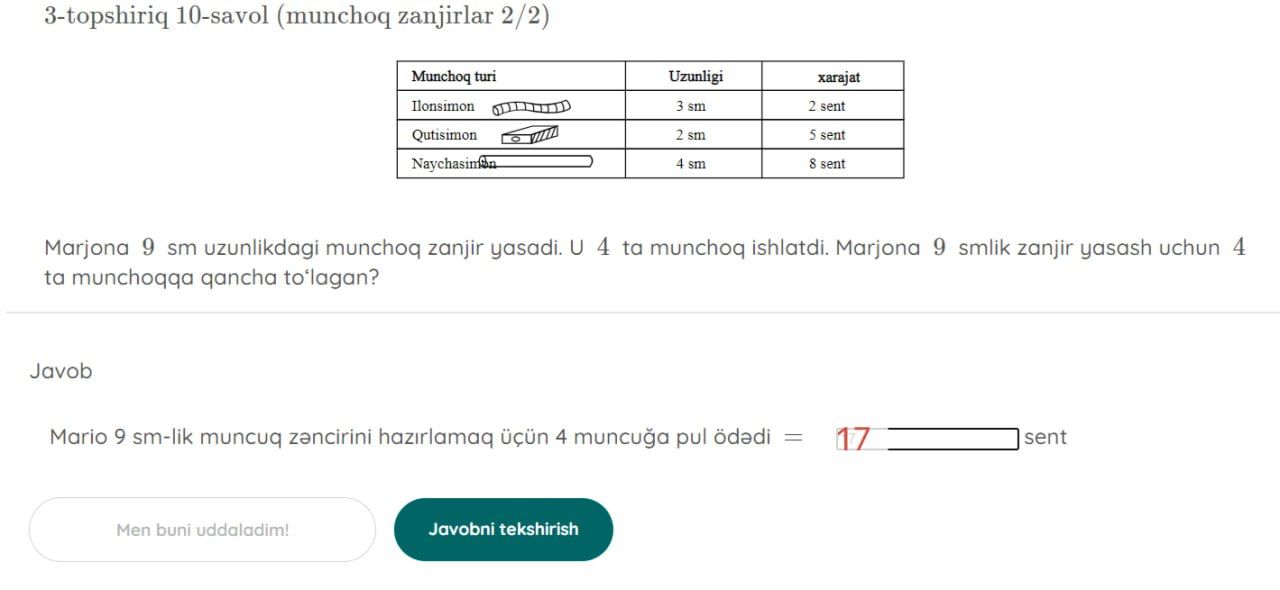 3-topshiriq 10-savol (munchoq zanjirlar 2/2)
Munchoq turi Uzunligi xarajat
Ilonsimon 3 sm 2 sent
Qutisimon 2 sm 5 sent
Naychasimon 4 sm 8 sent
Marjona 9 sm uzunlikdagi munchoq zanjir yasadi. U 4 ta munchoq ishlatdi. Marjona 9 smlik zanjir yasash uchun 4
ta munchoqqa qancha to‘lagan?
Javob
Mario 9 sm-lik muncuq zəncirini hazırlamaq üçün 4 muncuğa pul ödədi = 17 sent
Men buni uddaladim! Javobni tekshirish